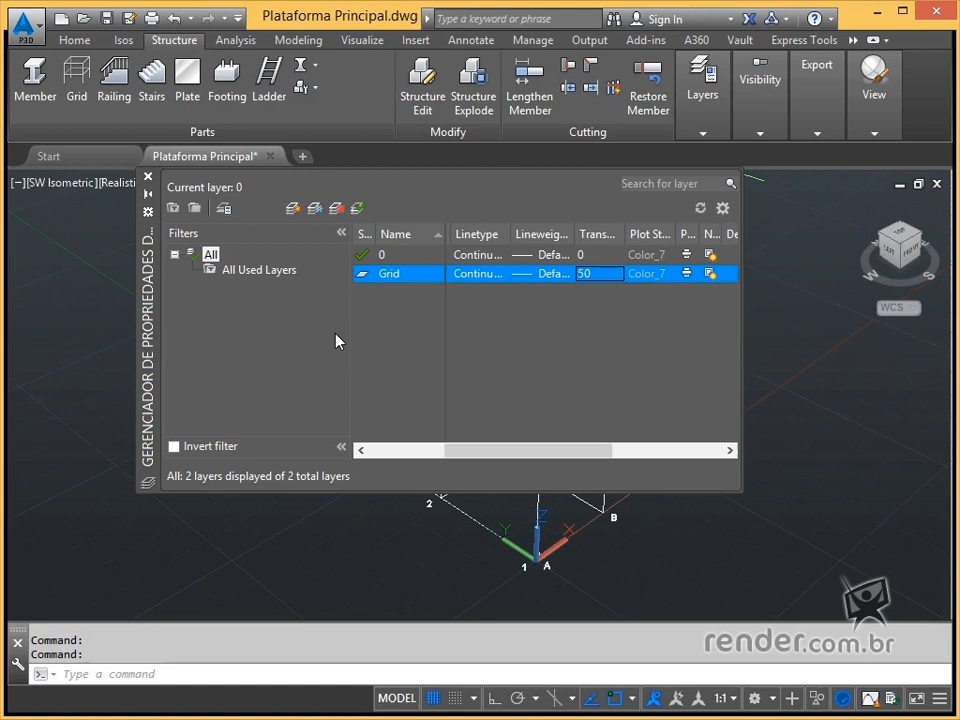 P3D
Plataforma Principal.dwg
Type a keyword or phrase
Sign In
Home Isos Structure Analysis Modeling Visualize Insert Annotate Manage Output Add-ins A360 Vault Express Tools
Member Grid Railing Stairs Plate Footing Ladder
Structure Edit
Structure Explode
Lengthen Member
Restore Member
Layers
Visibility
Export
View
Parts Modify Cutting
Start Plataforma Principal*
[−][SW Isometric][Realisti
GERENCIADOR DE PROPRIEDADES D...
Current layer: 0
Search for layer
Filters
All
All Used Layers
S... Name Linetype Lineweig... Trans... Plot St... P... N... De
0 Continu... Defa... 0 Color_7
Grid Continu... Defa... 50 Color_7
Invert filter
All: 2 layers displayed of 2 total layers
TOP
LEFT FRONT
W S
WCS
2
B
Z
Y X
1 A
render.com.br
Command:
Command:
Type a command
MODEL 1:1